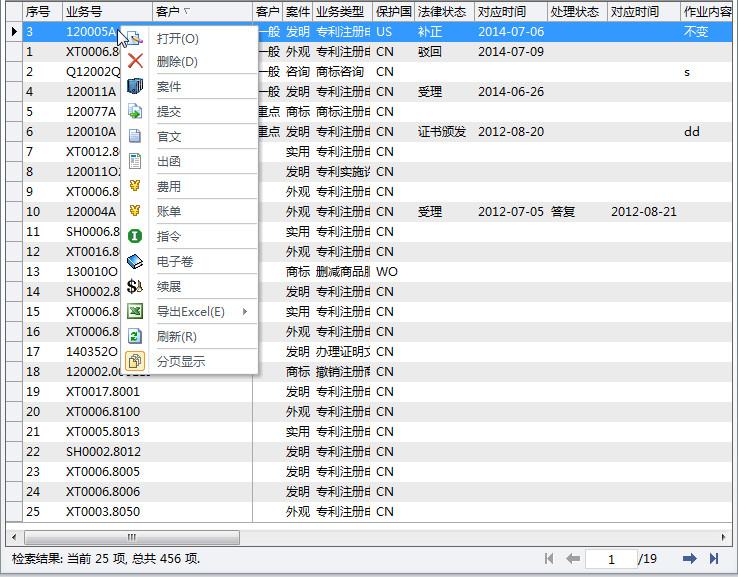 序号 业务号 客户 客户 案件 业务类型 保护国 法律状态 对应时间 处理状态 对应时间 作业内容
3 120005A 一般 发明 专利注册 US 补正 2014-07-06 不变
1 XT0006.8 一般 外观 专利注册 CN 驳回 2014-07-09
2 Q12002Q 一般 咨询 商标咨询 CN s
4 120011A 一般 发明 专利注册 CN 受理 2014-06-26
5 120077A 重点 商标 商标注册 CN
6 120010A 重点 发明 专利注册 CN 证书颁发 2012-08-20 dd
7 XT0012.8 实用 专利注册 CN
8 120011O 发明 专利实施 CN
9 XT0006.8 外观 专利注册 CN
10 120004A 外观 专利注册 CN 受理 2012-07-05 答复 2012-08-21
11 SH0006.8 实用 专利注册 CN
12 XT0016.8 外观 专利注册 CN
13 130010O 商标 删减商品 WO
14 SH0002.8 发明 专利注册 CN
15 XT0006.8 实用 专利注册 CN
16 XT0006.8 外观 专利注册 CN
17 140352O 发明 办理证明 CN
18 120002.0 商标 撤销注册 CN
19 XT0017.8001 发明 专利注册 CN
20 XT0006.8100 外观 专利注册 CN
21 XT0005.8013 实用 专利注册 CN
22 SH0002.8012 发明 专利注册 CN
23 XT0006.8005 发明 专利注册 CN
24 XT0006.8006 发明 专利注册 CN
25 XT0003.8050 外观 专利注册 CN
打开(O)
删除(D)
案件
提交
官文
出函
费用
账单
指令
电子卷
续展
导出Excel(E)
刷新(R)
分页显示
检索结果: 当前 25 项, 总共 456 项. 1 /19